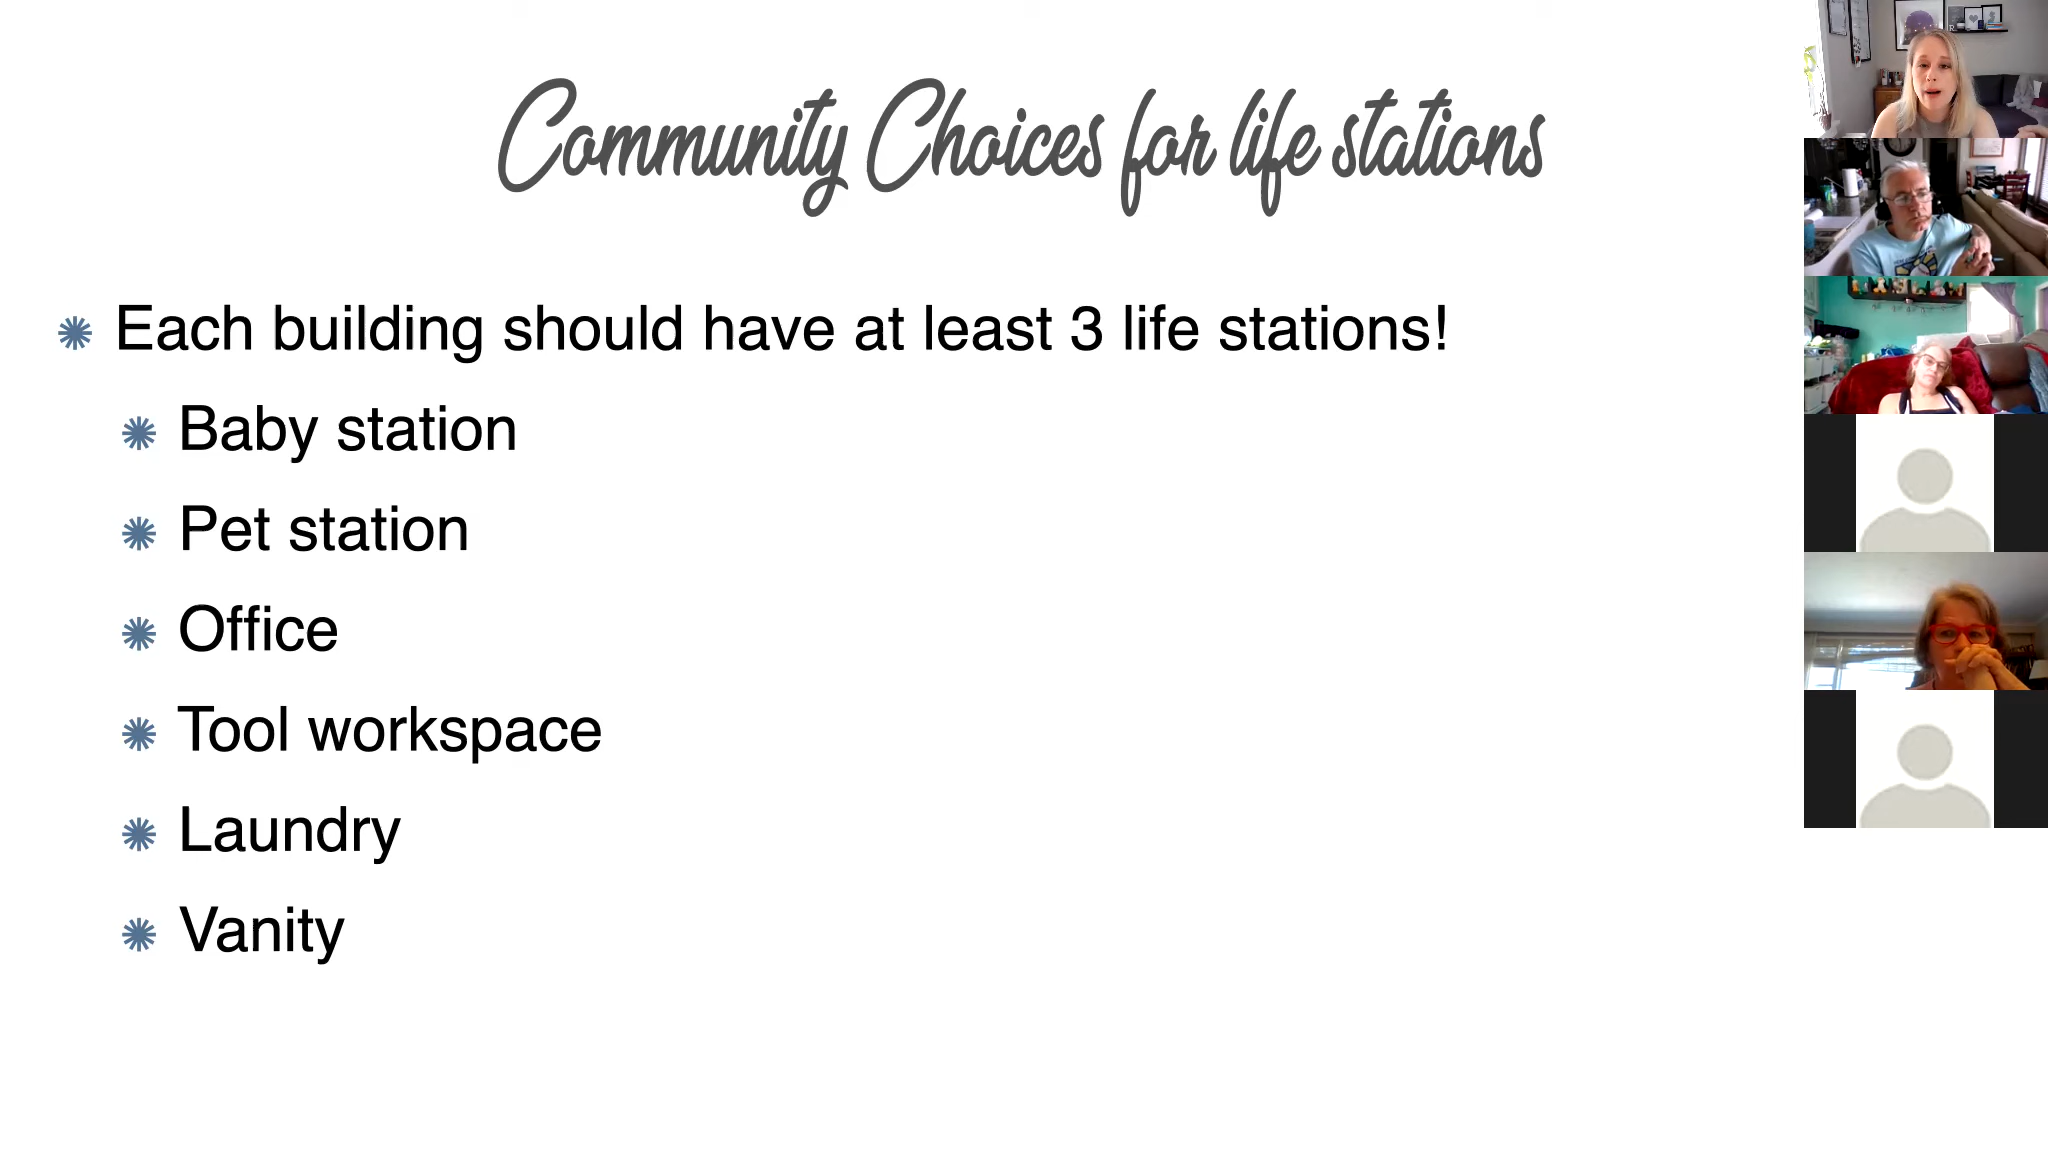 Community Choices for life stations
Each building should have at least 3 life stations!
Baby station
Pet station
Office
Tool workspace
Laundry
Vanity